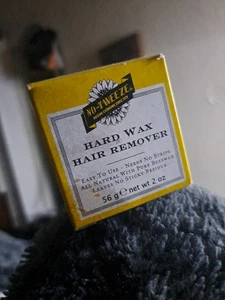 NO-TWEEZE
HARD WAX
HAIR REMOVER
EASY TO USE - NEEDS NO STRIPS
ALL NATURAL WITH PURE BEESWAX
LEAVES NO STICKY RESIDUE
56 g ℮ net wt 2 oz